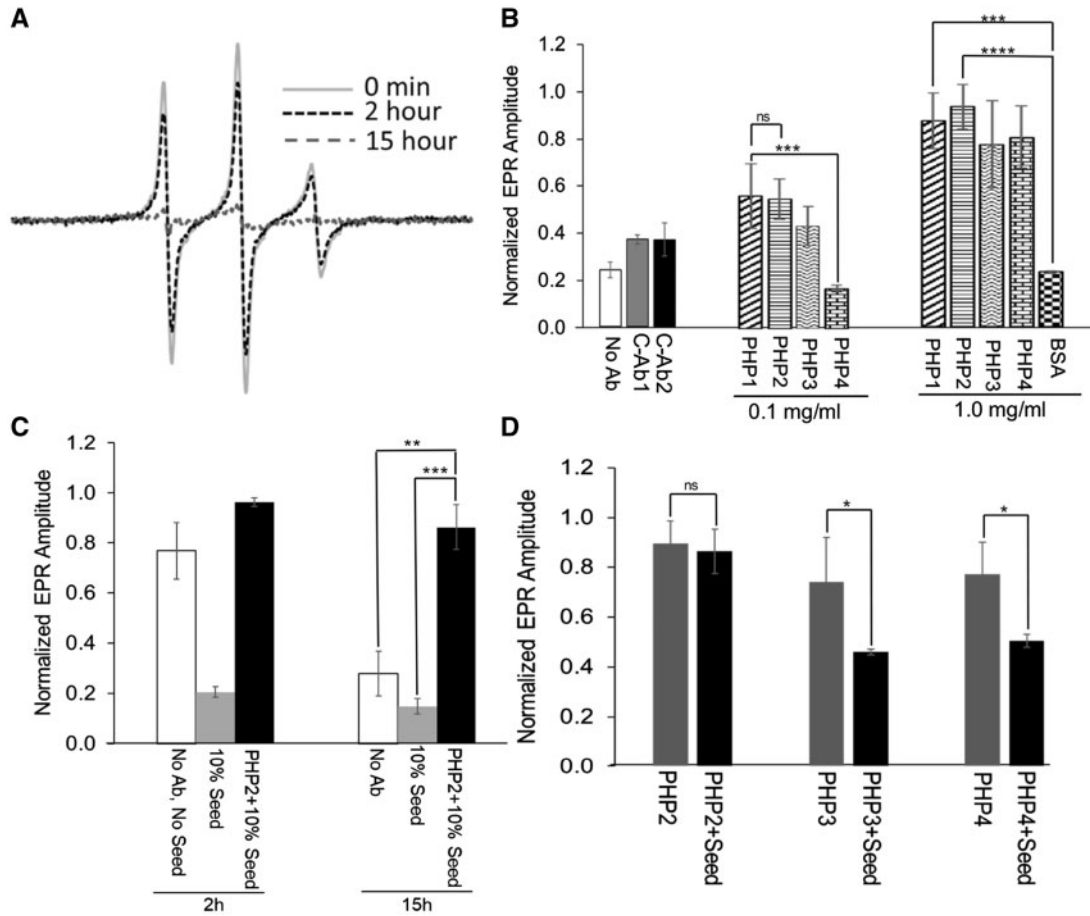 A
0 min
2 hour
15 hour
B
Normalized EPR Amplitude
1.2
1.0
0.8
0.6
0.4
0.2
0.0
ns
***
***
****
No Ab
C-Ab1
C-Ab2
PHP1
PHP2
PHP3
PHP4
0.1 mg/ml
PHP1
PHP2
PHP3
PHP4
BSA
1.0 mg/ml
C
Normalized EPR Amplitude
1.2
1.0
0.8
0.6
0.4
0.2
0.0
**
***
No Ab, No Seed
10% Seed
PHP2+10% Seed
2h
No Ab
10% Seed
PHP2+10% Seed
15h
D
Normalized EPR Amplitude
1.2
1.0
0.8
0.6
0.4
0.2
0.0
ns
*
*
PHP2
PHP2+Seed
PHP3
PHP3+Seed
PHP4
PHP4+Seed